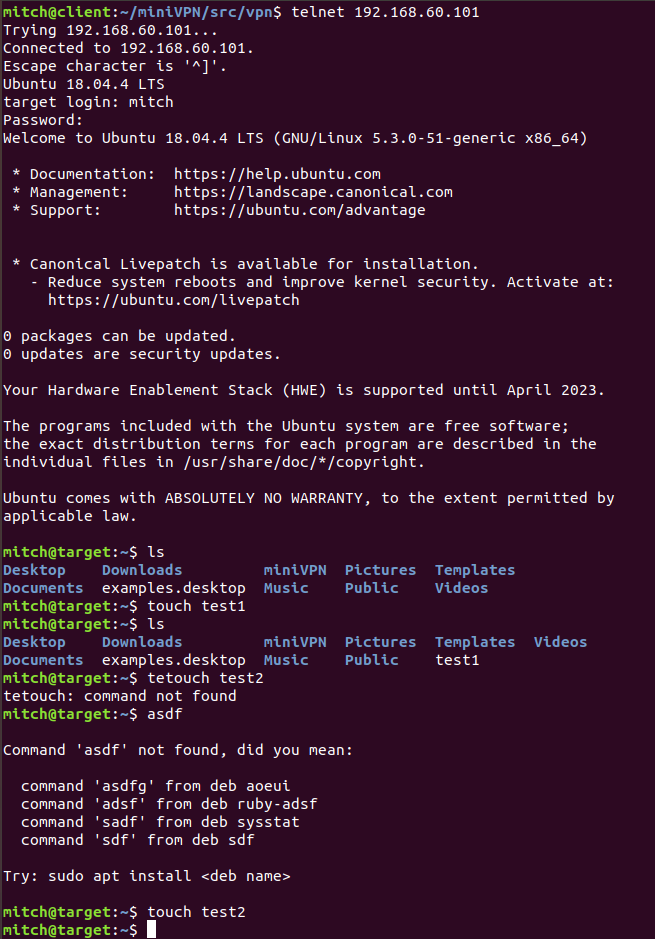 mitch@client:~/miniVPN/src/vpn$ telnet 192.168.60.101
Trying 192.168.60.101...
Connected to 192.168.60.101.
Escape character is '^]'.
Ubuntu 18.04.4 LTS
target login: mitch
Password:
Welcome to Ubuntu 18.04.4 LTS (GNU/Linux 5.3.0-51-generic x86_64)

 * Documentation:  https://help.ubuntu.com
 * Management:     https://landscape.canonical.com
 * Support:        https://ubuntu.com/advantage


 * Canonical Livepatch is available for installation.
   - Reduce system reboots and improve kernel security. Activate at:
     https://ubuntu.com/livepatch

0 packages can be updated.
0 updates are security updates.

Your Hardware Enablement Stack (HWE) is supported until April 2023.

The programs included with the Ubuntu system are free software;
the exact distribution terms for each program are described in the
individual files in /usr/share/doc/*/copyright.

Ubuntu comes with ABSOLUTELY NO WARRANTY, to the extent permitted by
applicable law.

mitch@target:~$ ls
Desktop    Downloads         miniVPN  Pictures  Templates
Documents  examples.desktop  Music    Public    Videos
mitch@target:~$ touch test1
mitch@target:~$ ls
Desktop    Downloads         miniVPN  Pictures  Templates  Videos
Documents  examples.desktop  Music    Public    test1
mitch@target:~$ tetouch test2
tetouch: command not found
mitch@target:~$ asdf

Command 'asdf' not found, did you mean:

  command 'asdfg' from deb aoeui
  command 'adsf' from deb ruby-adsf
  command 'sadf' from deb sysstat
  command 'sdf' from deb sdf

Try: sudo apt install <deb name>

mitch@target:~$ touch test2
mitch@target:~$